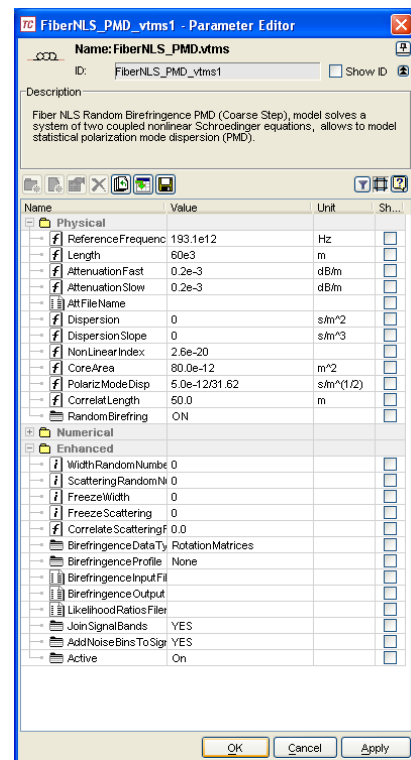 TC FiberNLS_PMD_vtms1 - Parameter Editor
Name: FiberNLS_PMD.vtms
ID: FiberNLS_PMD_vtms1 Show ID
Description
Fiber NLS Random Birefringence PMD (Coarse Step), model solves a
system of two coupled nonlinear Schroedinger equations, allows to model
statistical polarization mode dispersion (PMD).
Name Value Unit Sh...
Physical
f ReferenceFrequenc 193.1e12 Hz
f Length 60e3 m
f AttenuationFast 0.2e-3 dB/m
f AttenuationSlow 0.2e-3 dB/m
AttFileName
f Dispersion 0 s/m^2
f DispersionSlope 0 s/m^3
f NonLinearIndex 2.6e-20
f CoreArea 80.0e-12 m^2
f PolarizModeDisp 5.0e-12/31.62 s/m^(1/2)
f CorrelatLength 50.0 m
RandomBirefring ON
Numerical
Enhanced
i WidthRandomNumbe 0
i ScatteringRandomN 0
i FreezeWidth 0
i FreezeScattering 0
f CorrelateScatteringF 0.0
BirefringenceDataTy RotationMatrices
BirefringenceProfile None
BirefringenceInputFil
BirefringenceOutput
LikelihoodRatiosFiler
JoinSignalBands YES
AddNoiseBinsToSigr YES
Active On
OK Cancel Apply